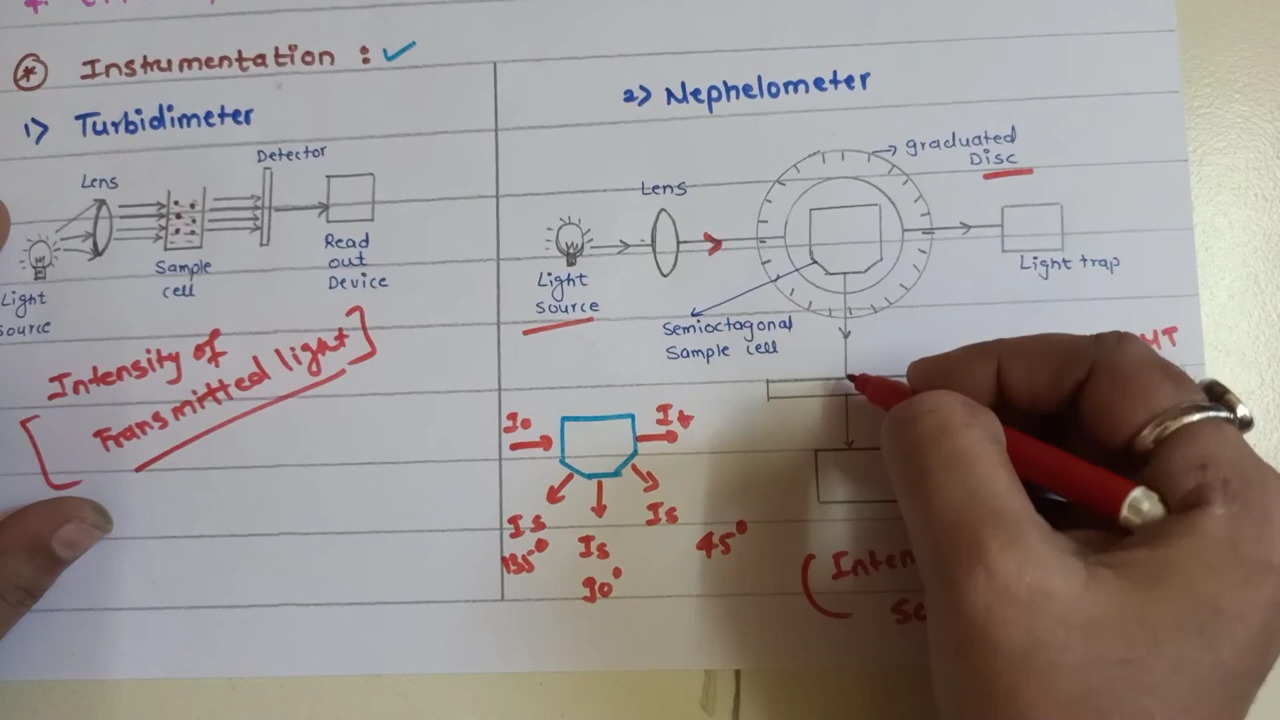 * Instrumentation :
1) Turbidimeter
Detector
Lens
Sample
cell
Read
out
Device
Light
source
Intensity of
Transmitted light
2) Nephelometer
graduated
Disc
Lens
Light
source
Light trap
Semioctagonal
Sample cell
Io
It
Is
135°
Is
90°
Is
45°